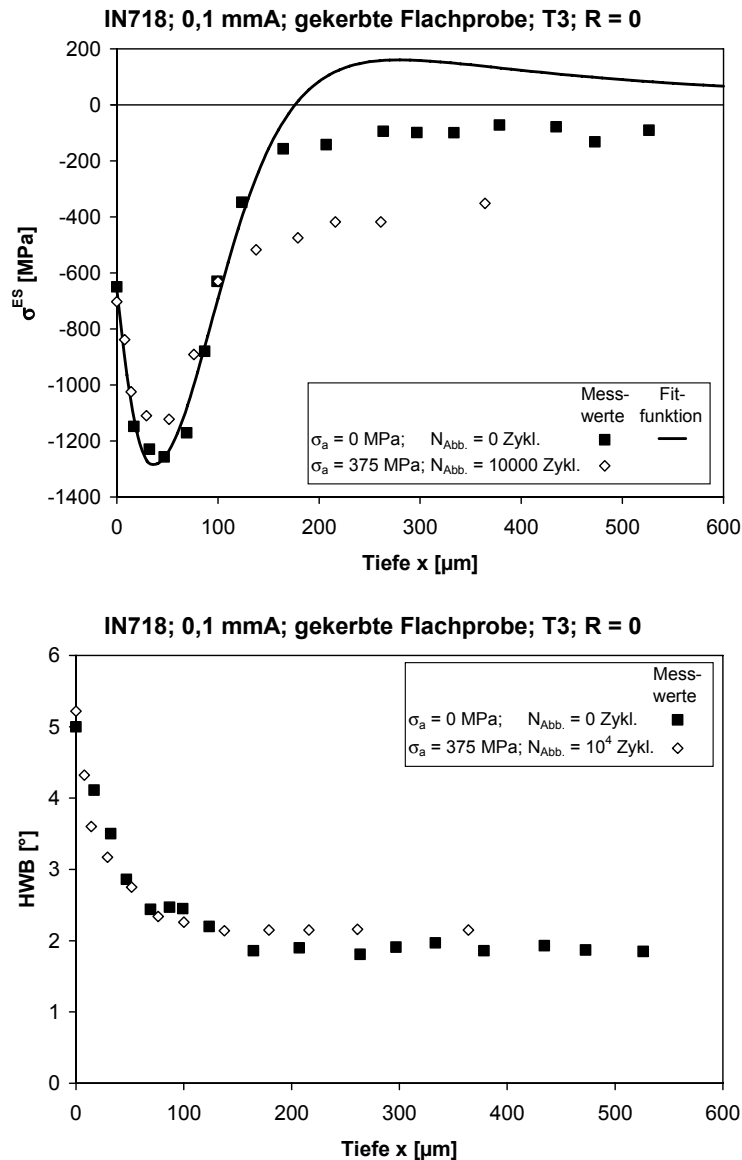 IN718; 0,1 mmA; gekerbte Flachprobe; T3; R = 0
200
0
-200
-400
-600
-800
-1000
-1200
-1400
σES [MPa]
Mess-
werte
Fit-
funktion
σa = 0 MPa; NAbb. = 0 Zykl.
σa = 375 MPa; NAbb. = 10000 Zykl.
0 100 200 300 400 500 600
Tiefe x [µm]
IN718; 0,1 mmA; gekerbte Flachprobe; T3; R = 0
6
5
4
3
2
1
0
HWB [°]
Mess-
werte
σa = 0 MPa; NAbb. = 0 Zykl.
σa = 375 MPa; NAbb. = 10⁴ Zykl.
0 100 200 300 400 500 600
Tiefe x [µm]